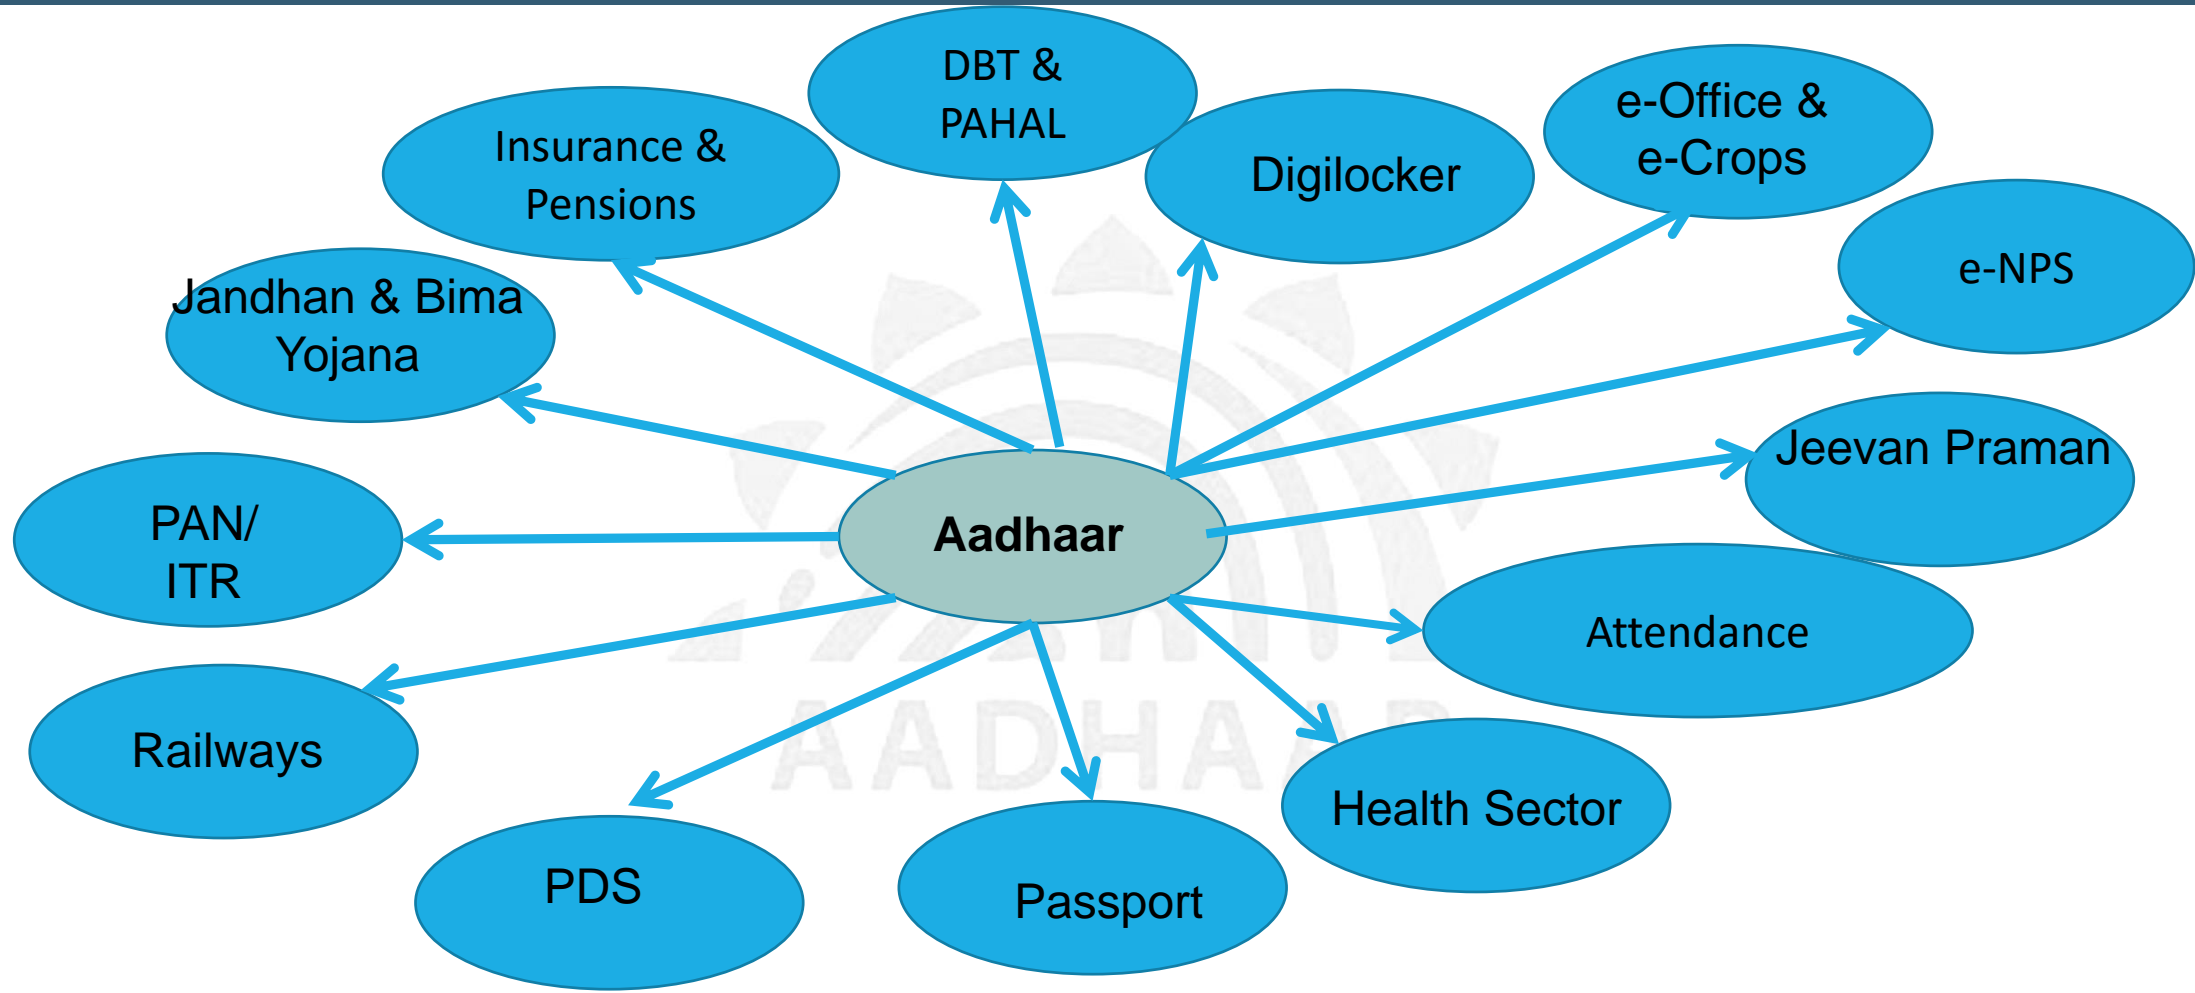 DBT &
PAHAL
e-Office &
e-Crops
Insurance &
Pensions
Digilocker
e-NPS
Jandhan & Bima
Yojana
Jeevan Praman
PAN/
ITR
Aadhaar
Attendance
Railways
Health Sector
PDS
Passport
AADHAAR